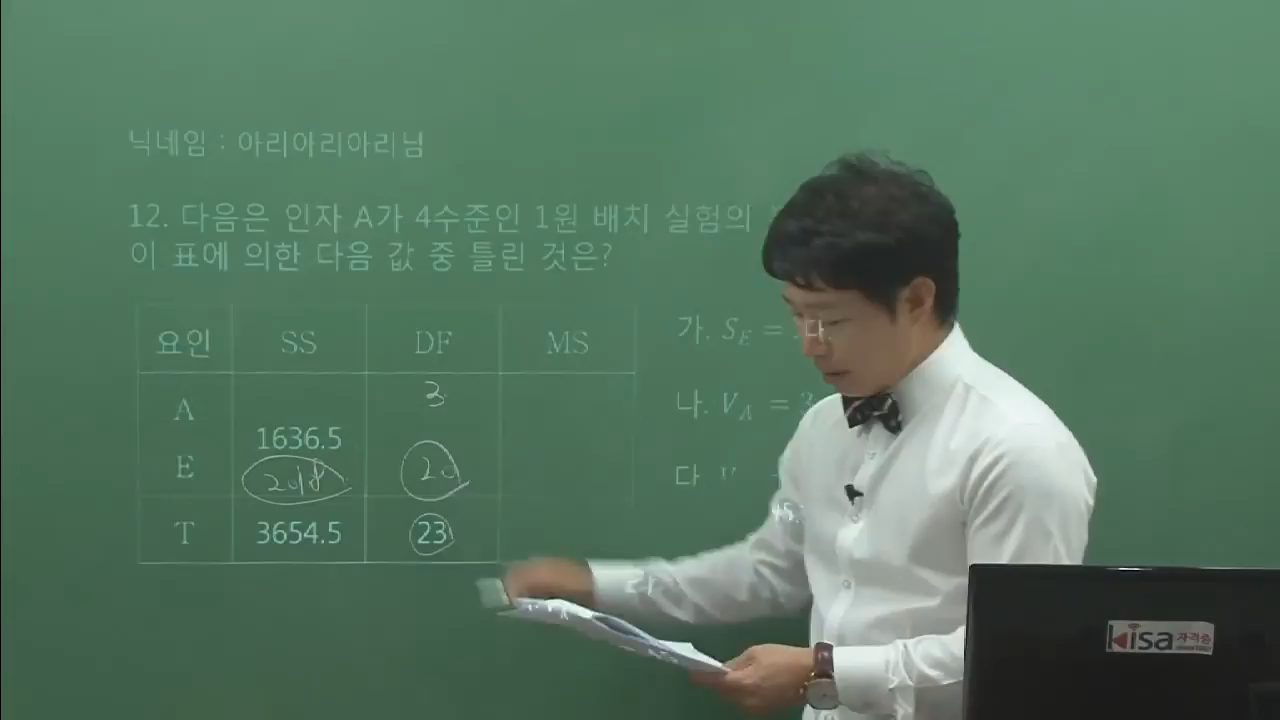 닉네임 : 아리아리아리님
12. 다음은 인자 A가 4수준인 1원 배치 실험의
이 표에 의한 다음 값 중 틀린 것은?
요인 SS DF MS
A 3
1636.5
E 2018 20
T 3654.5 23
가. S_E =
나. V_A = 3
다.
kisa 자격증